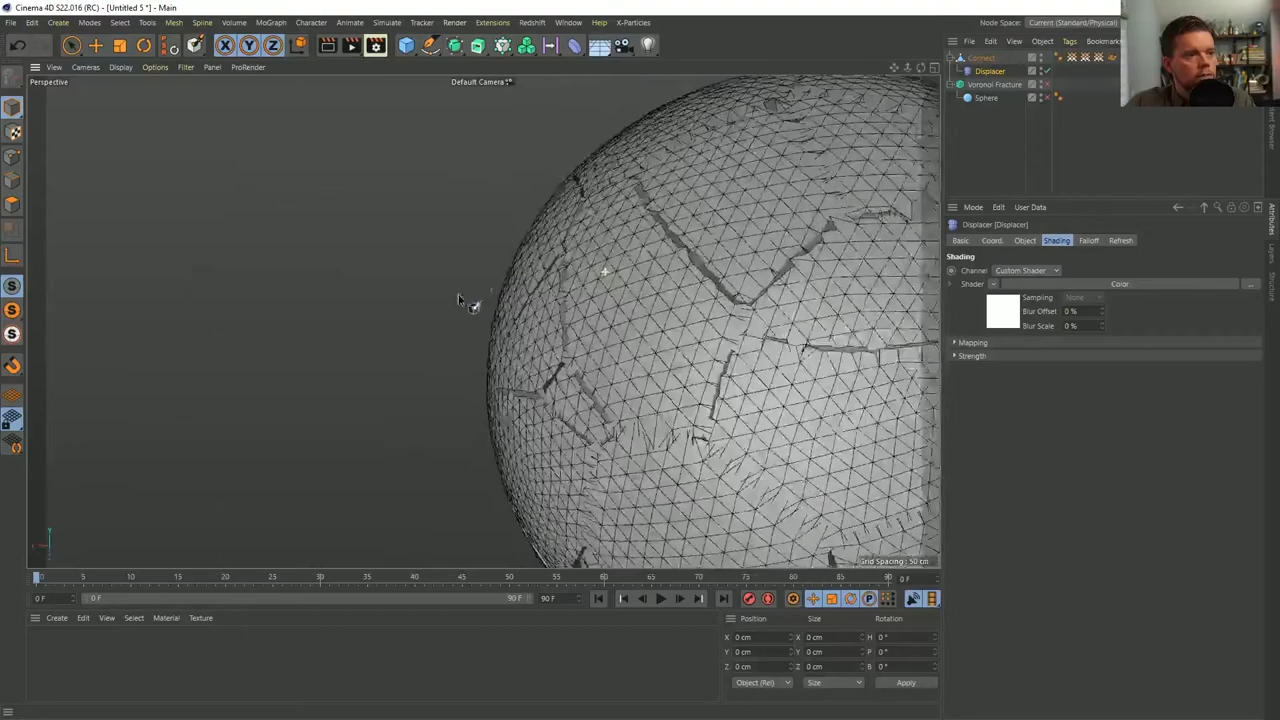 Cinema 4D S22.016 (RC) - [Untitled 5 *] - Main
File Edit Create Modes Select Tools Mesh Spline Volume MoGraph Character Animate Simulate Tracker Render Extensions Redshift Window Help X-Particles
Node Space: Current (Standard/Physical)
File Edit View Object Tags Bookmarks
View Cameras Display Options Filter Panel ProRender
Perspective
Default Camera
Connect
Displacer
Voronoi Fracture
Sphere
Mode Edit User Data
Displacer [Displacer]
Basic Coord. Object Shading Falloff Refresh
Shading
Channel Custom Shader
Shader Color ...
Sampling None
Blur Offset 0 %
Blur Scale 0 %
Mapping
Strength
Attributes
Layers
Structure
Grid Spacing : 50 cm
0 5 10 15 20 25 30 35 40 45 50 55 60 65 70 75 80 85 90 0 F
0 F 0 F 90 F 90 F
Create Edit View Select Material Texture
Position Size Rotation
X 0 cm X 0 cm H 0 °
Y 0 cm Y 0 cm P 0 °
Z 0 cm Z 0 cm B 0 °
Object (Rel) Size Apply